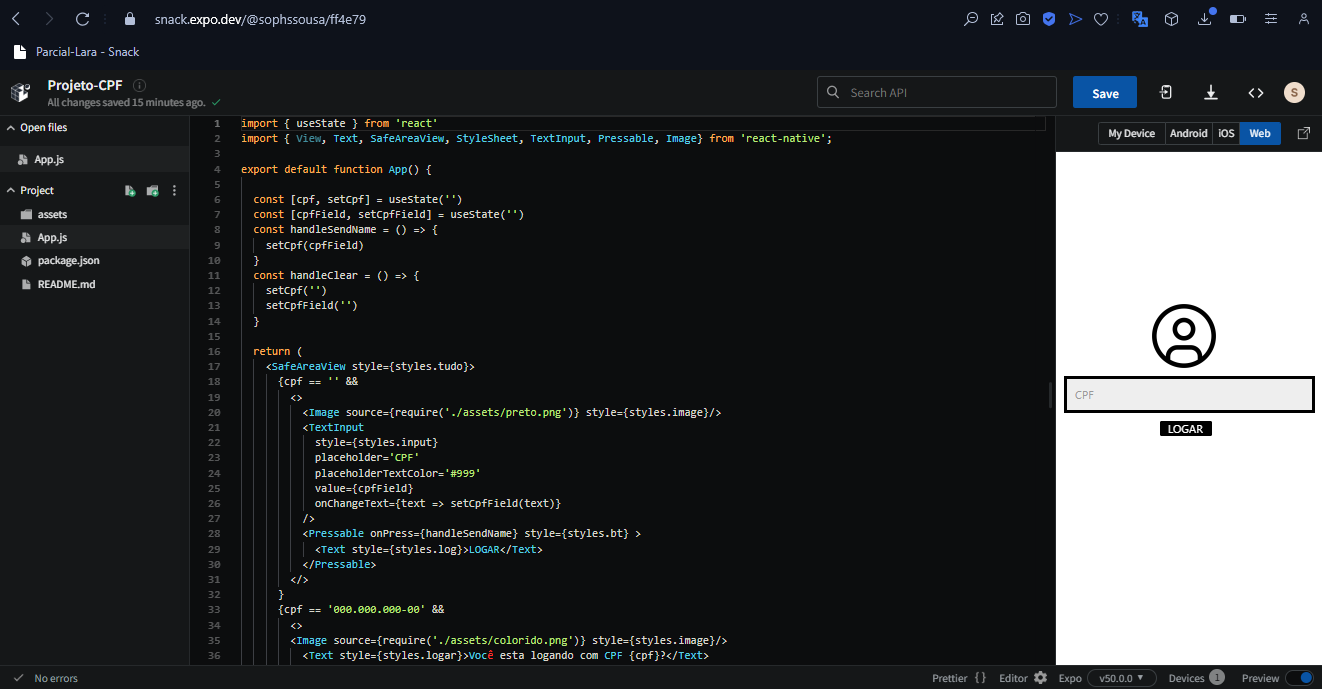 snack.expo.dev/@sophssousa/ff4e79
Parcial-Lara - Snack
Projeto-CPF
All changes saved 15 minutes ago.
Search API
Save
S
Open files
App.js
Project
assets
App.js
package.json
README.md
1 import { useState } from 'react'
2 import { View, Text, SafeAreaView, StyleSheet, TextInput, Pressable, Image} from 'react-native';
3
4 export default function App() {
5
6 const [cpf, setCpf] = useState('')
7 const [cpfField, setCpfField] = useState('')
8 const handleSendName = () => {
9 setCpf(cpfField)
10 }
11 const handleClear = () => {
12 setCpf('')
13 setCpfField('')
14 }
15
16 return (
17 <SafeAreaView style={styles.tudo}>
18 {cpf == '' &&
19 <>
20 <Image source={require('./assets/preto.png')} style={styles.image}/>
21 <TextInput
22 style={styles.input}
23 placeholder='CPF'
24 placeholderTextColor='#999'
25 value={cpfField}
26 onChangeText={text => setCpfField(text)}
27 />
28 <Pressable onPress={handleSendName} style={styles.bt} >
29 <Text style={styles.log}>LOGAR</Text>
30 </Pressable>
31 </>
32 }
33 {cpf == '000.000.000-00' &&
34 <>
35 <Image source={require('./assets/colorido.png')} style={styles.image}/>
36 <Text style={styles.logar}>Você esta logando com CPF {cpf}?</Text>
My Device Android iOS Web
CPF
LOGAR
No errors
Prettier {} Editor Expo v50.0.0 Devices 1 Preview